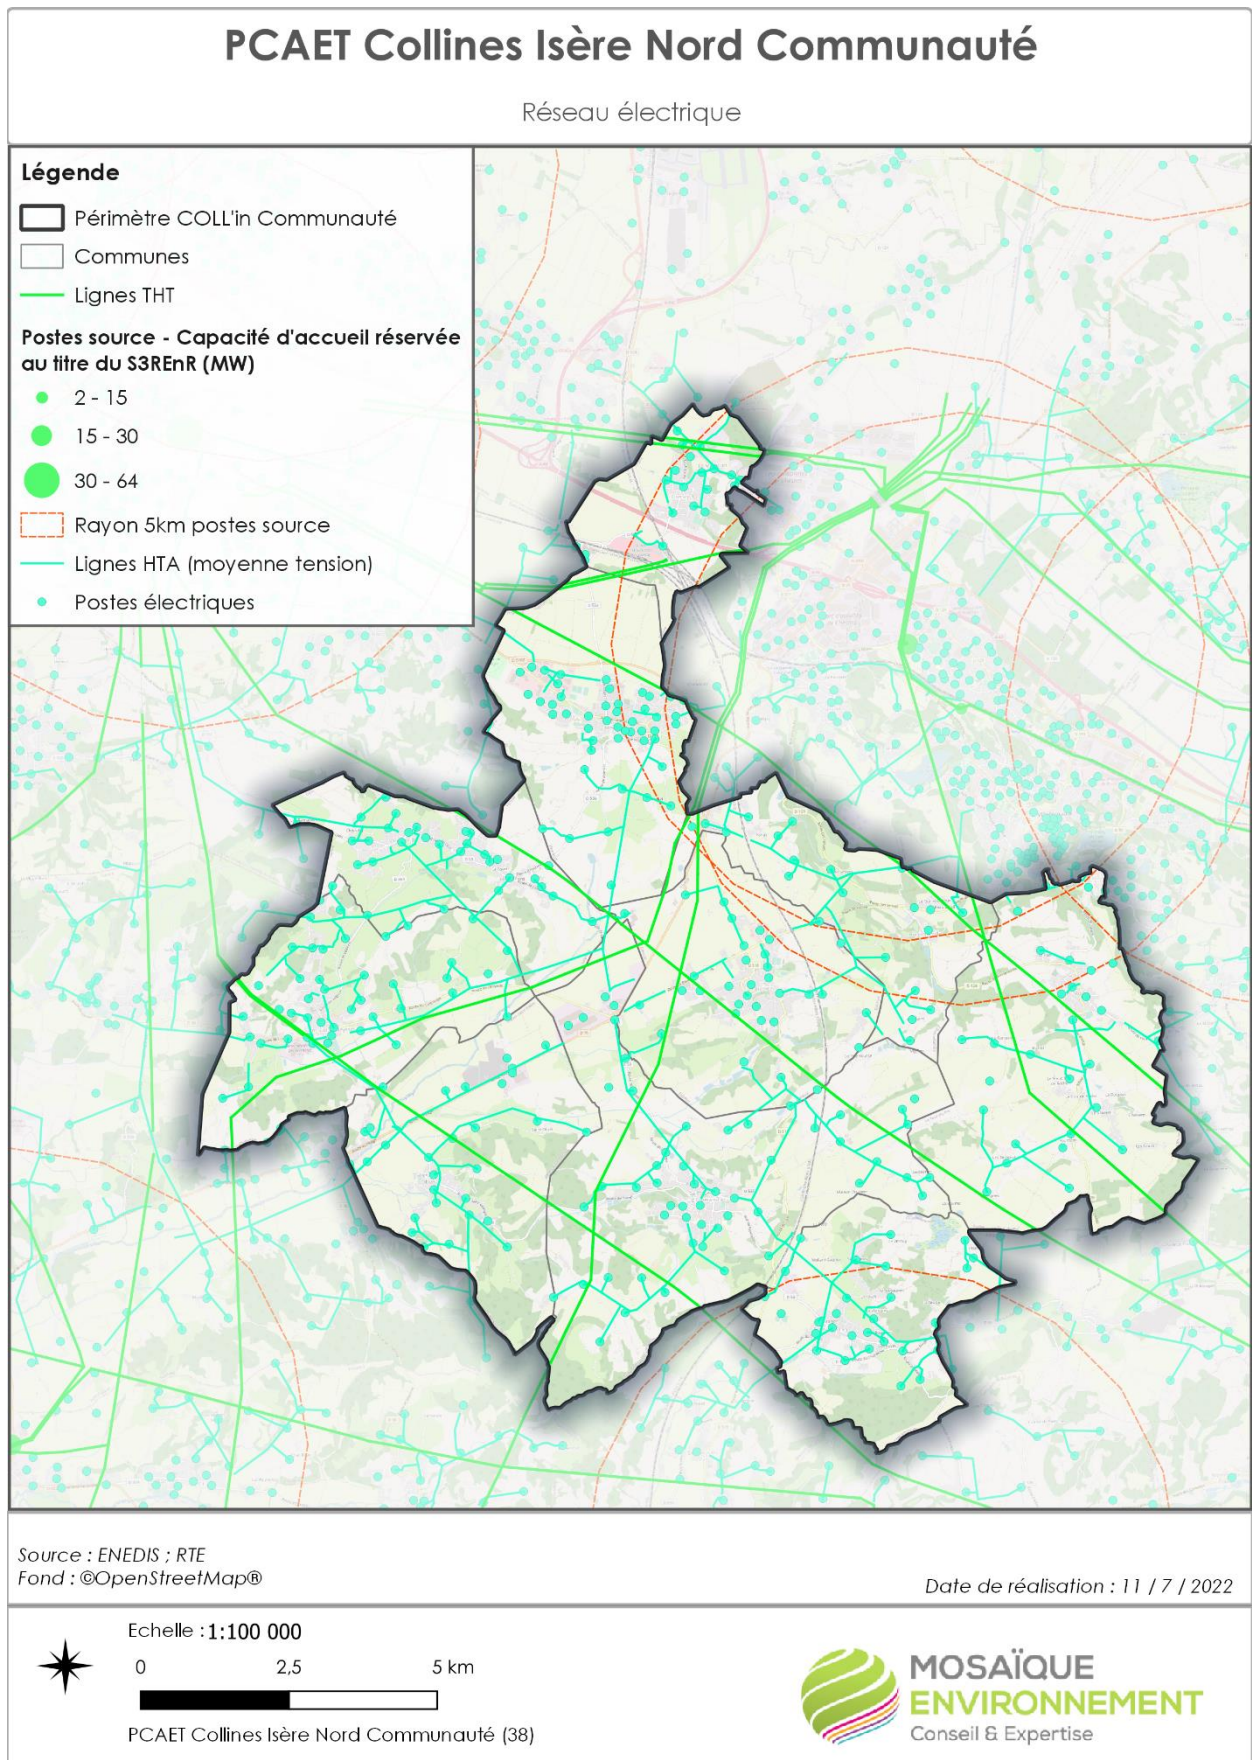 PCAET Collines Isère Nord Communauté
Réseau électrique
Légende
Périmètre COLL'in Communauté
Communes
Lignes THT
Postes source - Capacité d'accueil réservée
au titre du S3REnR (MW)
2 - 15
15 - 30
30 - 64
Rayon 5km postes source
Lignes HTA (moyenne tension)
Postes électriques
Source : ENEDIS ; RTE
Fond : ©OpenStreetMap®
Date de réalisation : 11 / 7 / 2022
Echelle : 1:100 000
0 2,5 5 km
PCAET Collines Isère Nord Communauté (38)
MOSAÏQUE
ENVIRONNEMENT
Conseil & Expertise